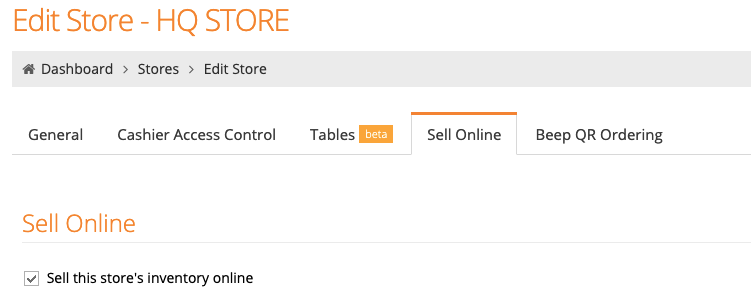 Edit Store - HQ STORE
Dashboard > Stores > Edit Store
General Cashier Access Control Tables beta Sell Online Beep QR Ordering
Sell Online
Sell this store's inventory online